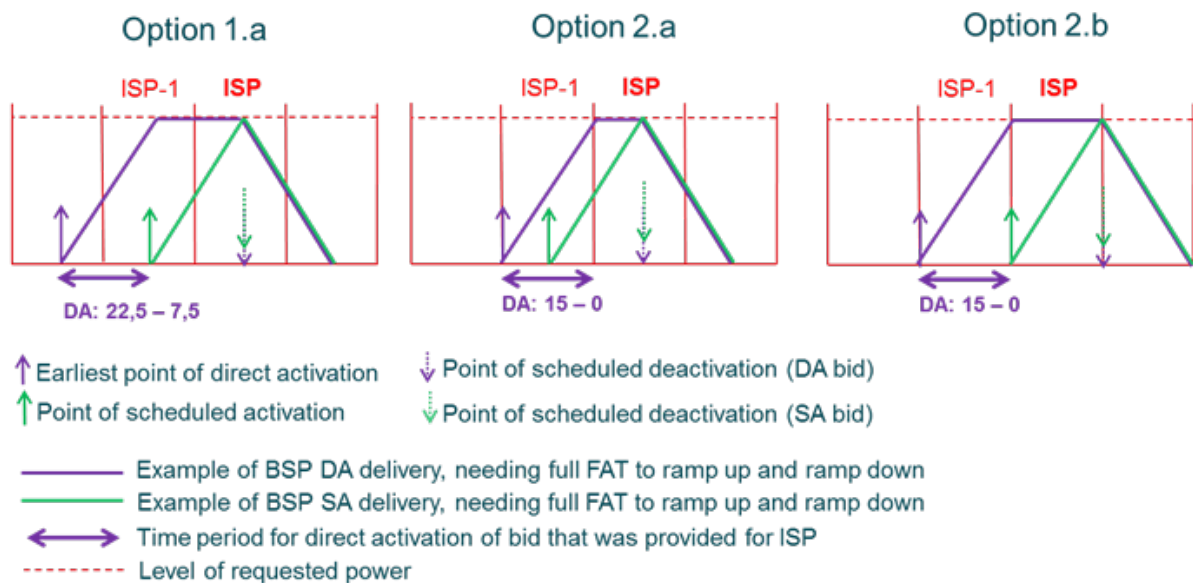 Option 1.a
Option 2.a
Option 2.b
ISP-1 ISP
ISP-1 ISP
ISP-1 ISP
DA: 22,5 – 7,5
DA: 15 – 0
DA: 15 – 0
Earliest point of direct activation
Point of scheduled deactivation (DA bid)
Point of scheduled activation
Point of scheduled deactivation (SA bid)
Example of BSP DA delivery, needing full FAT to ramp up and ramp down
Example of BSP SA delivery, needing full FAT to ramp up and ramp down
Time period for direct activation of bid that was provided for ISP
Level of requested power